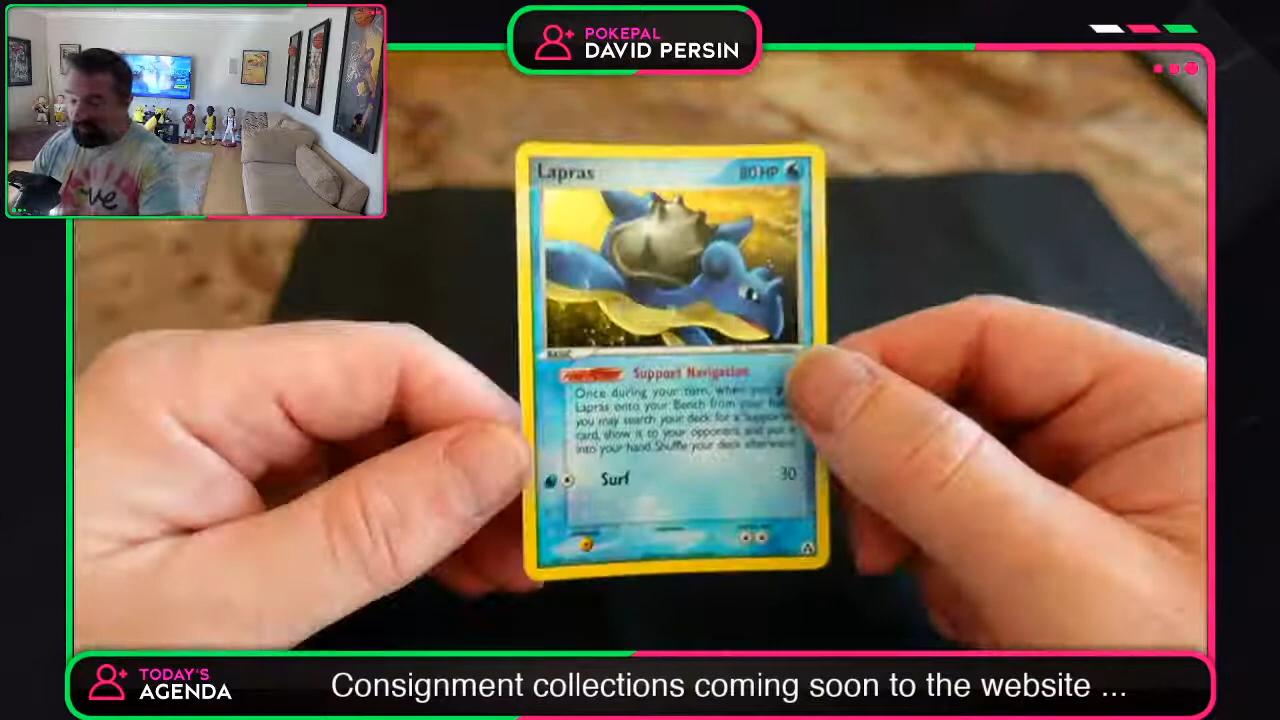 POKEPAL
DAVID PERSIN
Lapras
80 HP
BASIC
Support Navigation
Once during your turn, when you
Lapras onto your Bench from your
you may search your deck for a
card, show it to your opponent, and put
into your hand. Shuffle your deck
Surf
30
TODAY'S
AGENDA
Consignment collections coming soon to the website ...